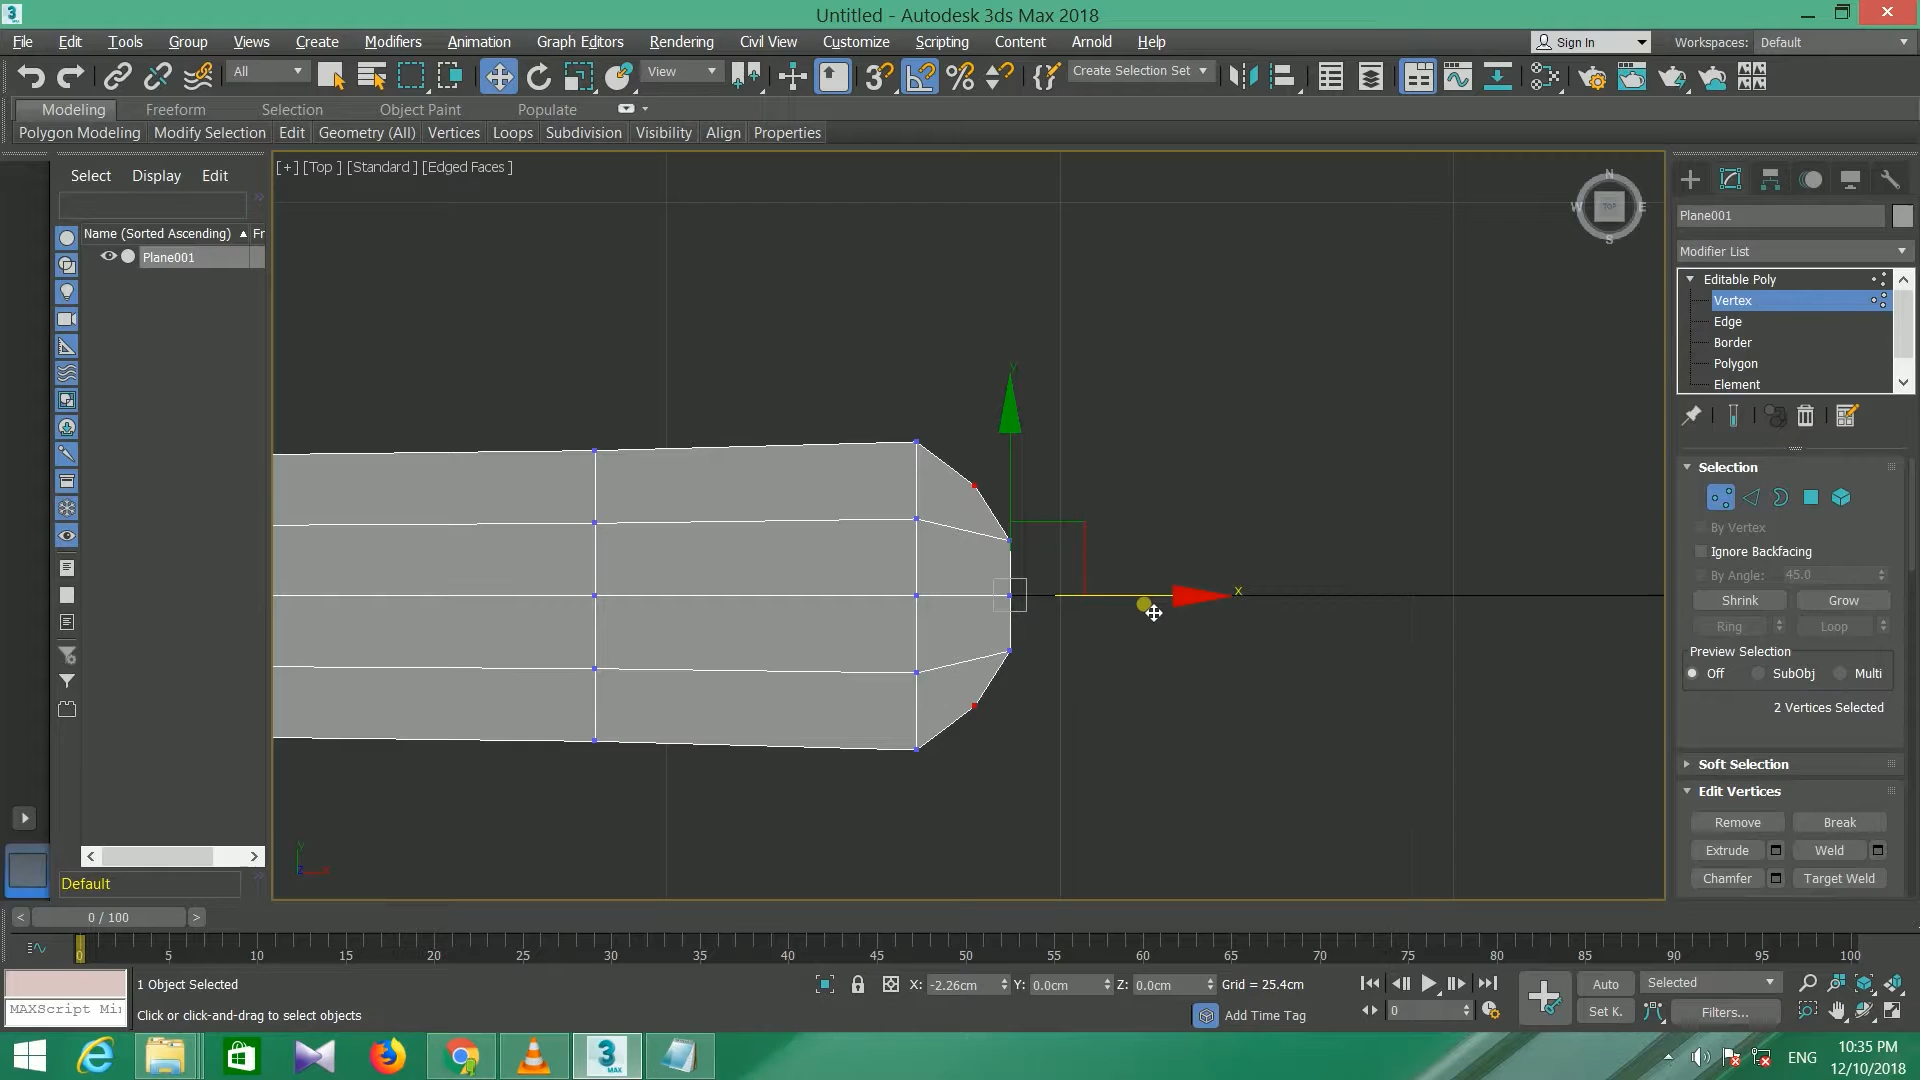 Untitled - Autodesk 3ds Max 2018
File Edit Tools Group Views Create Modifiers Animation Graph Editors Rendering Civil View Customize Scripting Content Arnold Help
Sign In
Workspaces: Default
All
View
Create Selection Set
Modeling Freeform Selection Object Paint Populate
Polygon Modeling Modify Selection Edit Geometry (All) Vertices Loops Subdivision Visibility Align Properties
Select Display Edit
Name (Sorted Ascending) Fr
Plane001
[+] [Top ] [Standard ] [Edged Faces ]
N
W TOP E
S
y
x
Plane001
Modifier List
Editable Poly
Vertex
Edge
Border
Polygon
Element
Selection
By Vertex
Ignore Backfacing
By Angle: 45.0
Shrink Grow
Ring Loop
Preview Selection
Off SubObj Multi
2 Vertices Selected
Soft Selection
Edit Vertices
Remove Break
Extrude Weld
Chamfer Target Weld
Default
0 / 100
0 5 10 15 20 25 30 35 40 45 50 55 60 65 70 75 80 85 90 95 100
MAXScript Mi
1 Object Selected
Click or click-and-drag to select objects
X: -2.26cm Y: 0.0cm Z: 0.0cm Grid = 25.4cm
Add Time Tag
0
Auto Selected
Set K. Filters...
3
MAX
ENG
10:35 PM
12/10/2018